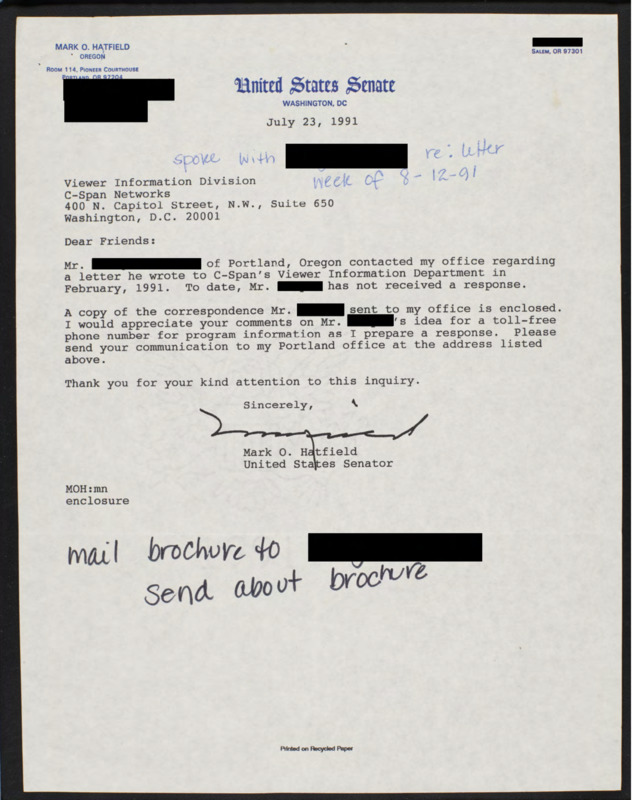 MARK O. HATFIELD
OREGON
ROOM 114, PIONEER COURTHOUSE
PORTLAND, OR 97204
SALEM, OR 97301
United States Senate
WASHINGTON, DC
July 23, 1991
spoke with re: letter
week of 8-12-91
Viewer Information Division
C-Span Networks
400 N. Capitol Street, N.W., Suite 650
Washington, D.C. 20001
Dear Friends:
Mr. of Portland, Oregon contacted my office regarding
a letter he wrote to C-Span's Viewer Information Department in
February, 1991. To date, Mr. has not received a response.
A copy of the correspondence Mr. sent to my office is enclosed.
I would appreciate your comments on Mr. 's idea for a toll-free
phone number for program information as I prepare a response. Please
send your communication to my Portland office at the address listed
above.
Thank you for your kind attention to this inquiry.
Sincerely,
Mark O. Hatfield
United States Senator
MOH:mn
enclosure
mail brochure to
send about brochure
Printed on Recycled Paper